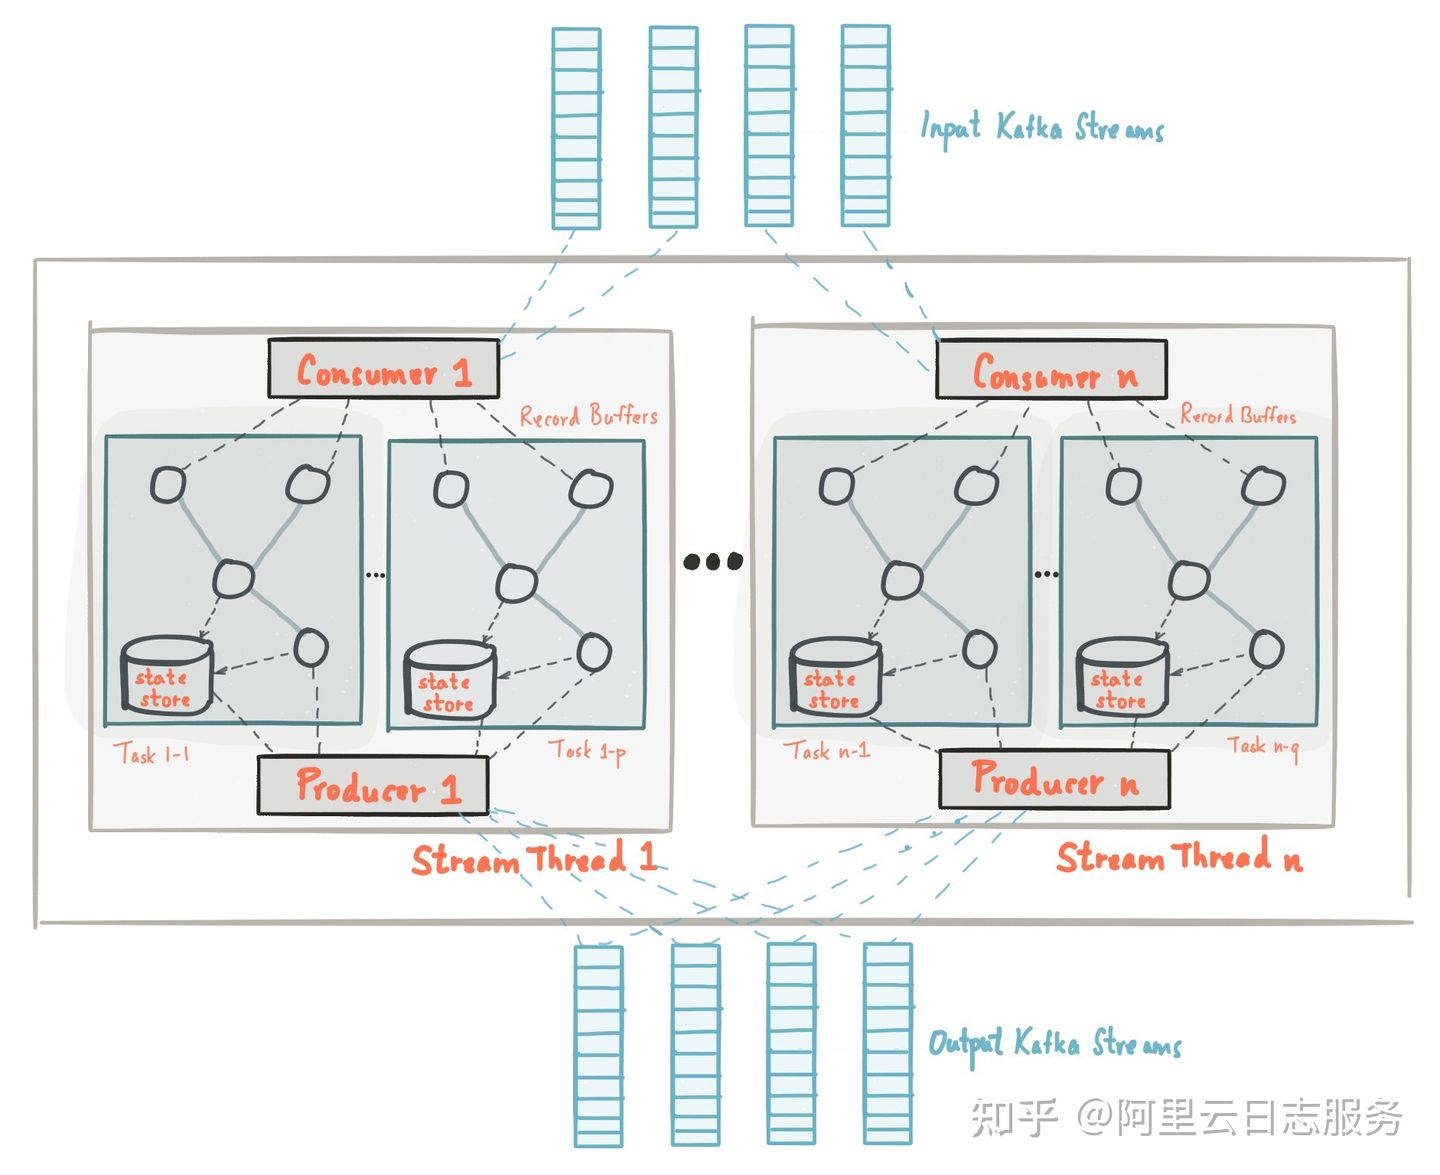 Input Kafka Streams
Consumer 1
Consumer n
Record Buffers
Record Buffers
state
store
state
store
state
store
state
store
Task 1-1
Task 1-p
Task n-1
Task n-q
Producer 1
Producer n
Stream Thread 1
Stream Thread n
Output Kafka Streams
知乎 @阿里云日志服务